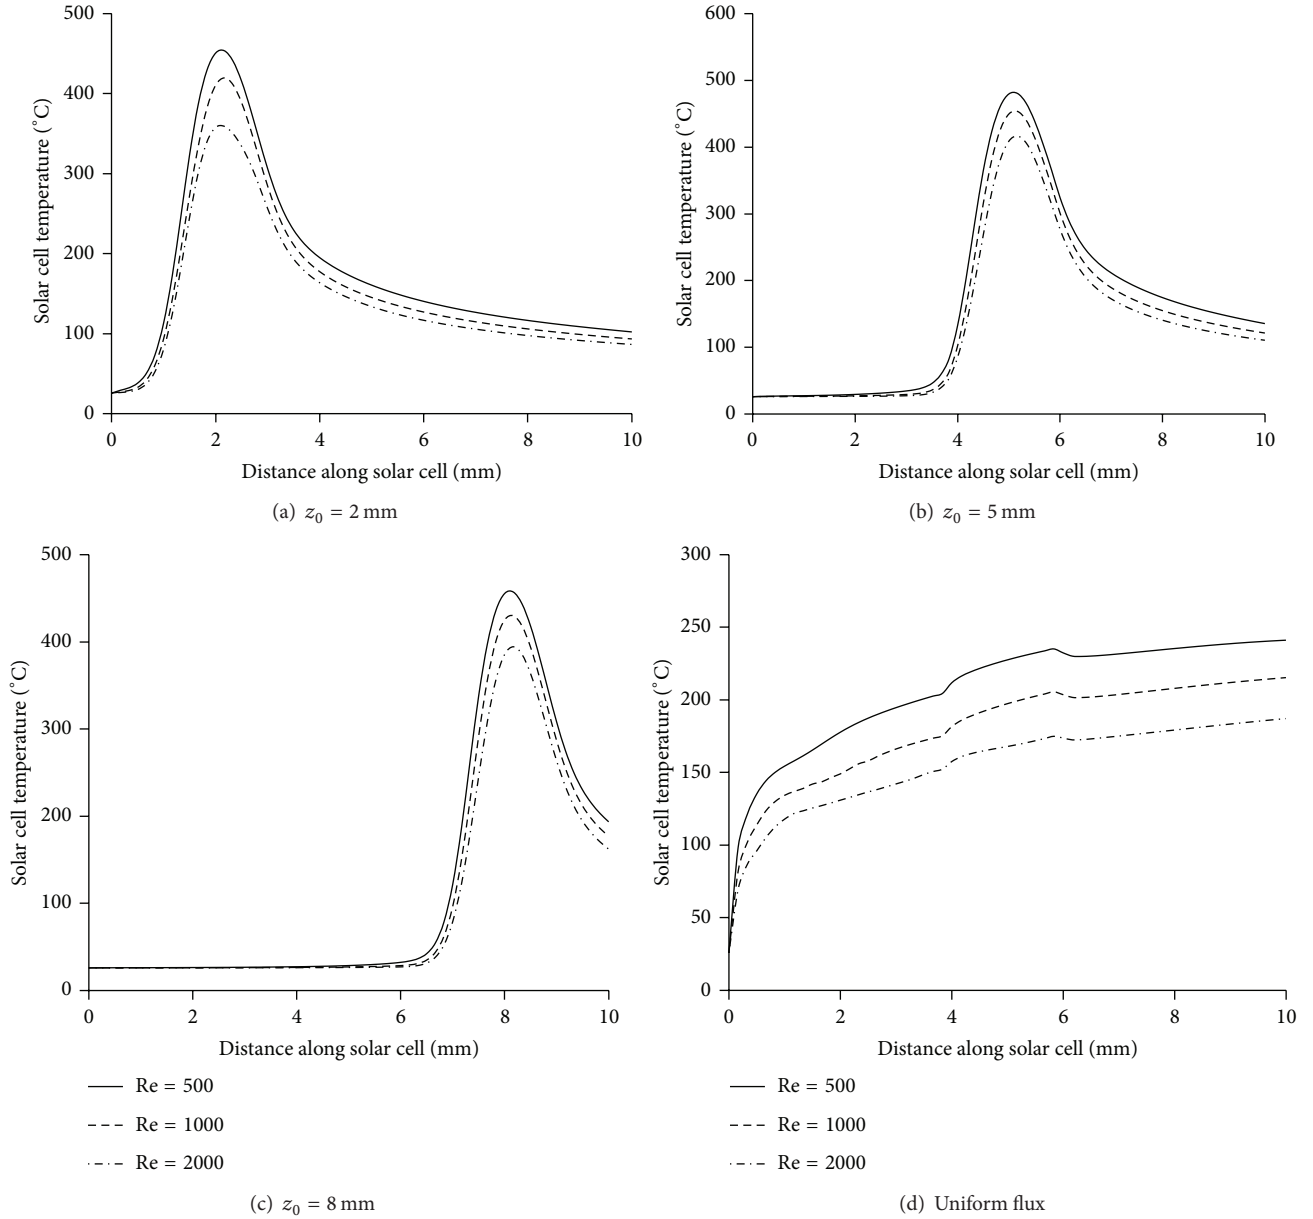 500
400
300
200
100
0
Solar cell temperature (°C)
0 2 4 6 8 10
Distance along solar cell (mm)
(a) z₀ = 2 mm
600
500
400
300
200
100
0
Solar cell temperature (°C)
0 2 4 6 8 10
Distance along solar cell (mm)
(b) z₀ = 5 mm
500
400
300
200
100
0
Solar cell temperature (°C)
0 2 4 6 8 10
Distance along solar cell (mm)
Re = 500
Re = 1000
Re = 2000
(c) z₀ = 8 mm
300
250
200
150
100
50
0
Solar cell temperature (°C)
0 2 4 6 8 10
Distance along solar cell (mm)
Re = 500
Re = 1000
Re = 2000
(d) Uniform flux